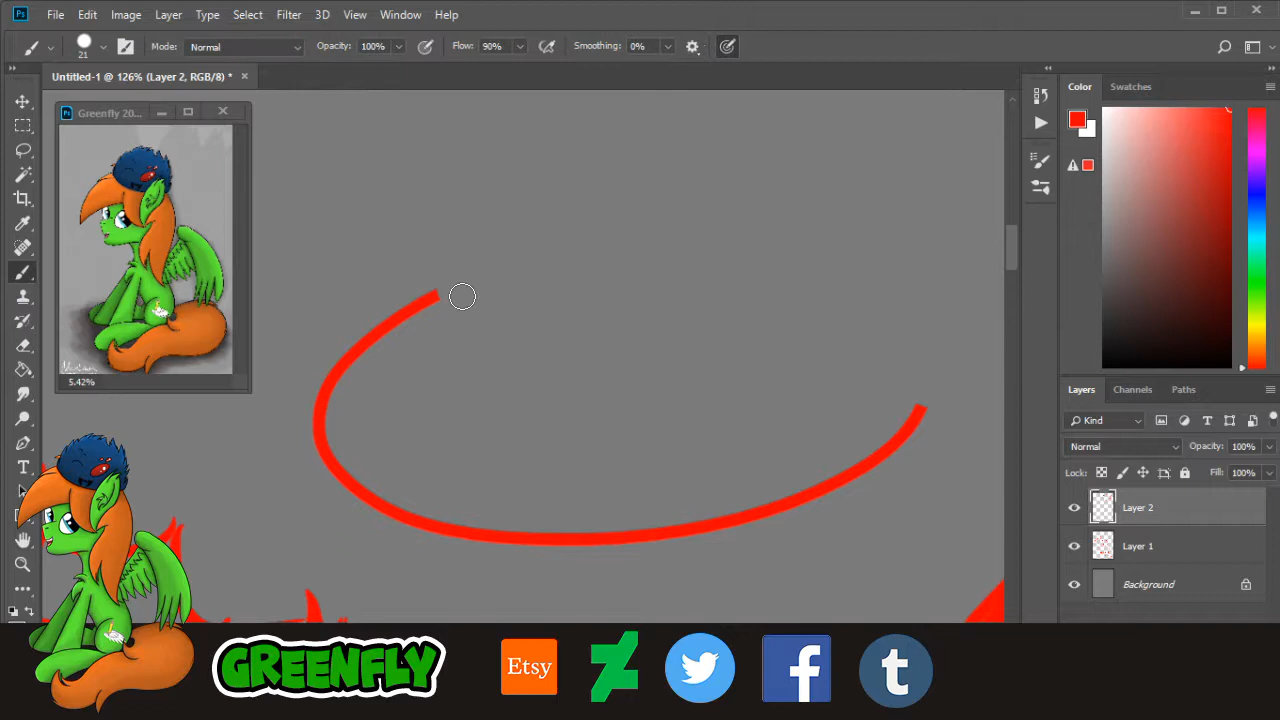 Ps File Edit Image Layer Type Select Filter 3D View Window Help
21 Mode: Normal Opacity: 100% Flow: 90% Smoothing: 0%
Untitled-1 @ 126% (Layer 2, RGB/8) * ×
Ps Greenfly 20...
5.42%
Color Swatches
Layers Channels Paths
Kind
Normal Opacity: 100%
Lock: Fill: 100%
Layer 2
Layer 1
Background
GREENFLY Etsy f t